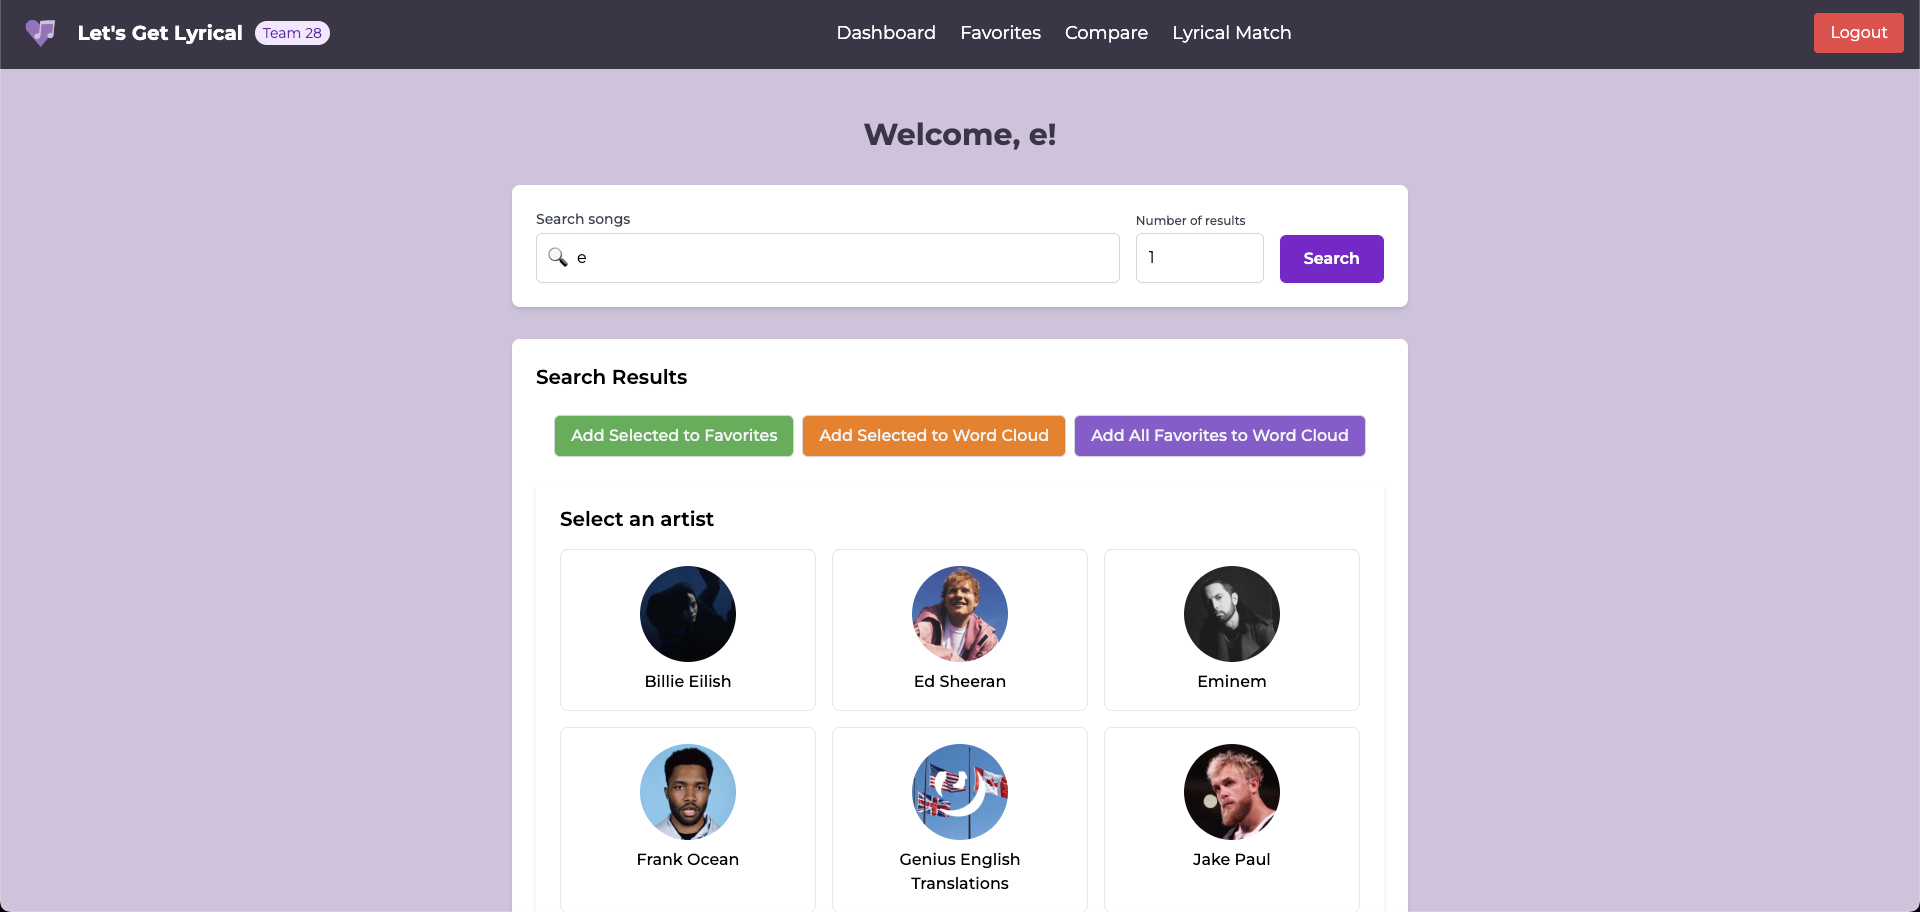 Let's Get Lyrical Team 28 Dashboard Favorites Compare Lyrical Match Logout
Welcome, e!
Search songs Number of results
e 1 Search
Search Results
Add Selected to Favorites Add Selected to Word Cloud Add All Favorites to Word Cloud
Select an artist
Billie Eilish Ed Sheeran Eminem
Frank Ocean Genius English Jake Paul
Translations